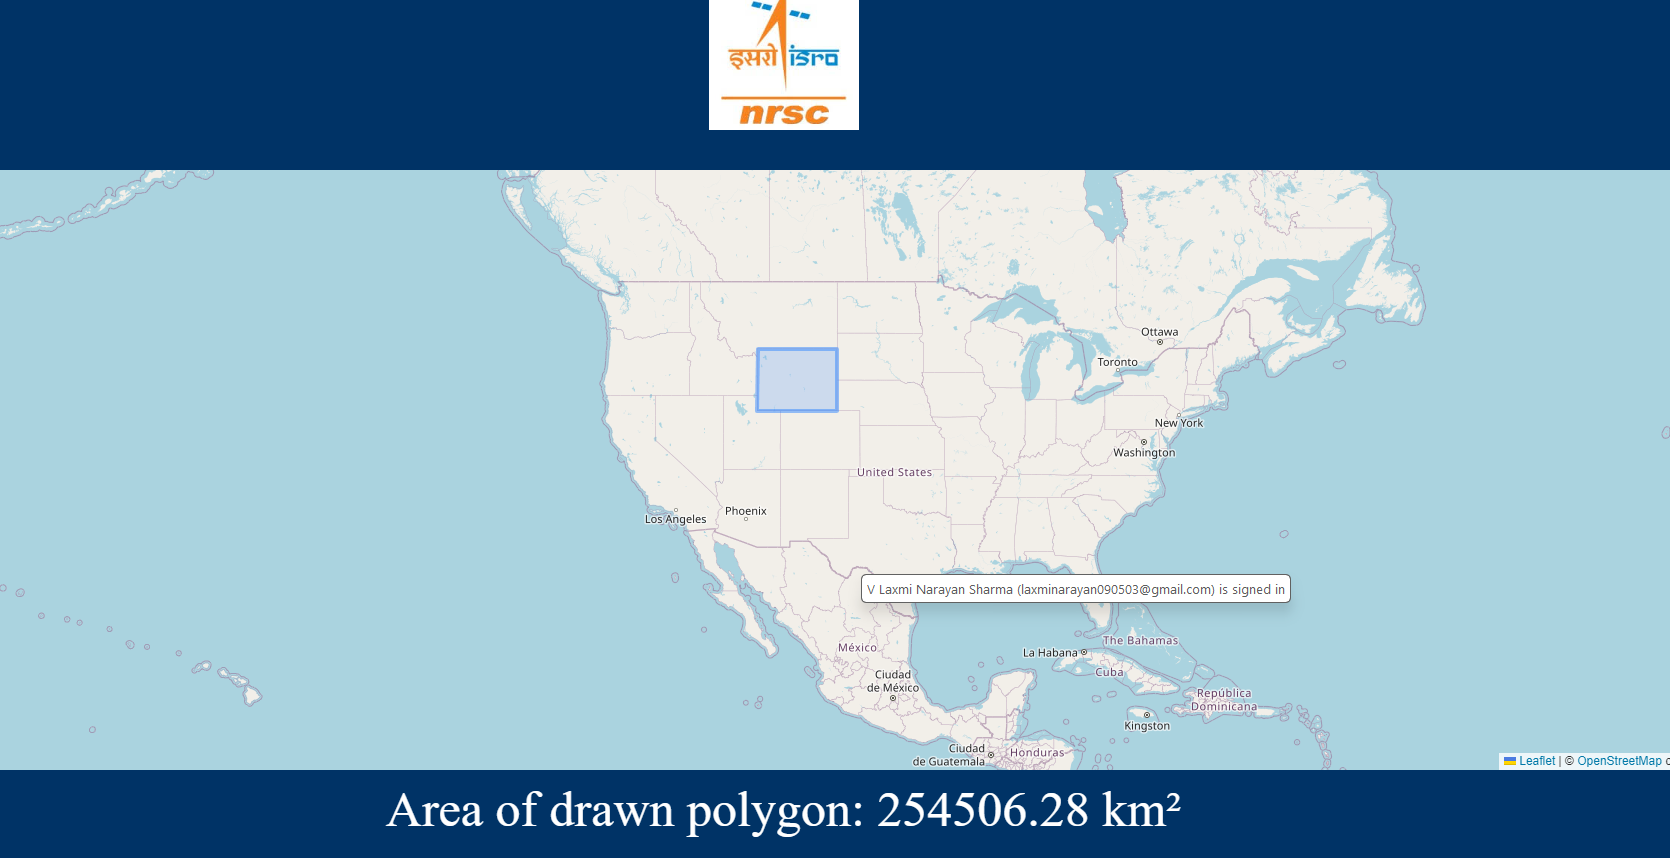 इसरो isro
nrsc
Ottawa
Toronto
New York
Washington
United States
Phoenix
Los Angeles
V Laxmi Narayan Sharma (laxminarayan090503@gmail.com) is signed in
The Bahamas
México
La Habana
Cuba
Ciudad
de México
República
Dominicana
Kingston
Ciudad
de Guatemala
Honduras
Leaflet | © OpenStreetMap c
Area of drawn polygon: 254506.28 km²